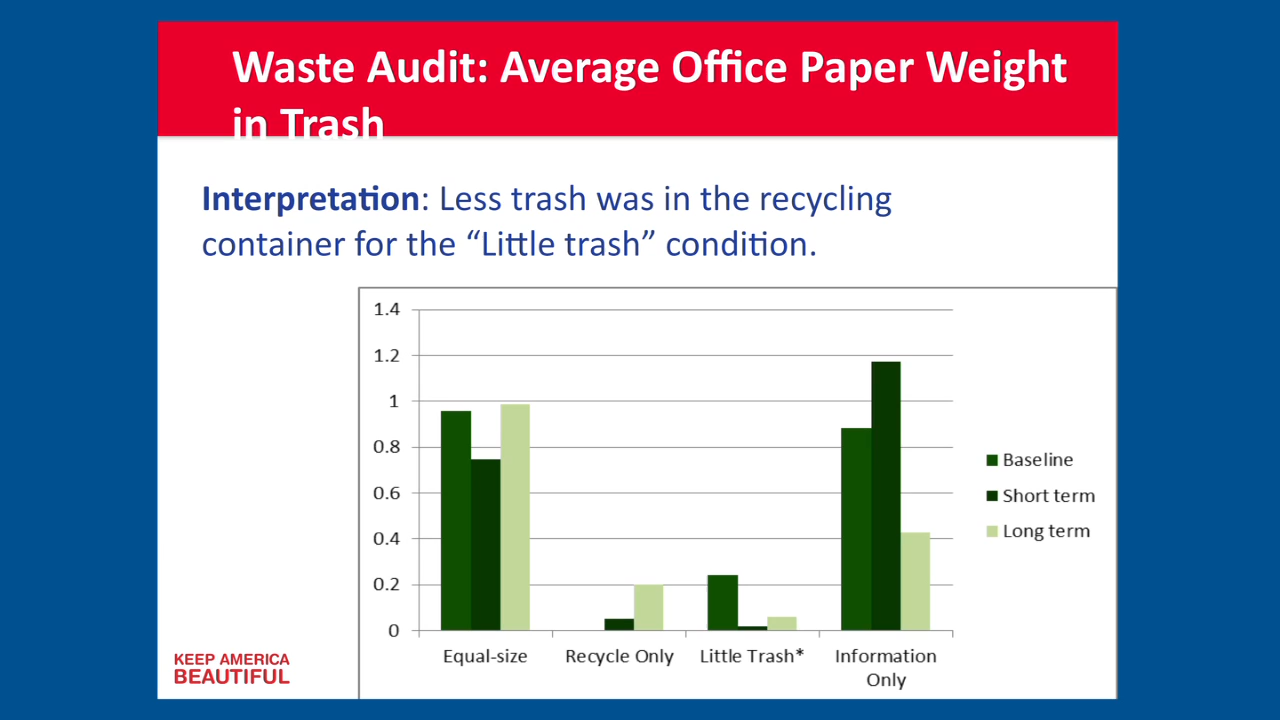 Waste Audit: Average Office Paper Weight
in Trash
Interpretation: Less trash was in the recycling
container for the “Little trash” condition.
1.4
1.2
1
0.8
0.6
0.4
0.2
0
Baseline
Short term
Long term
Equal-size
Recycle Only
Little Trash*
Information
Only
KEEP AMERICA
BEAUTIFUL